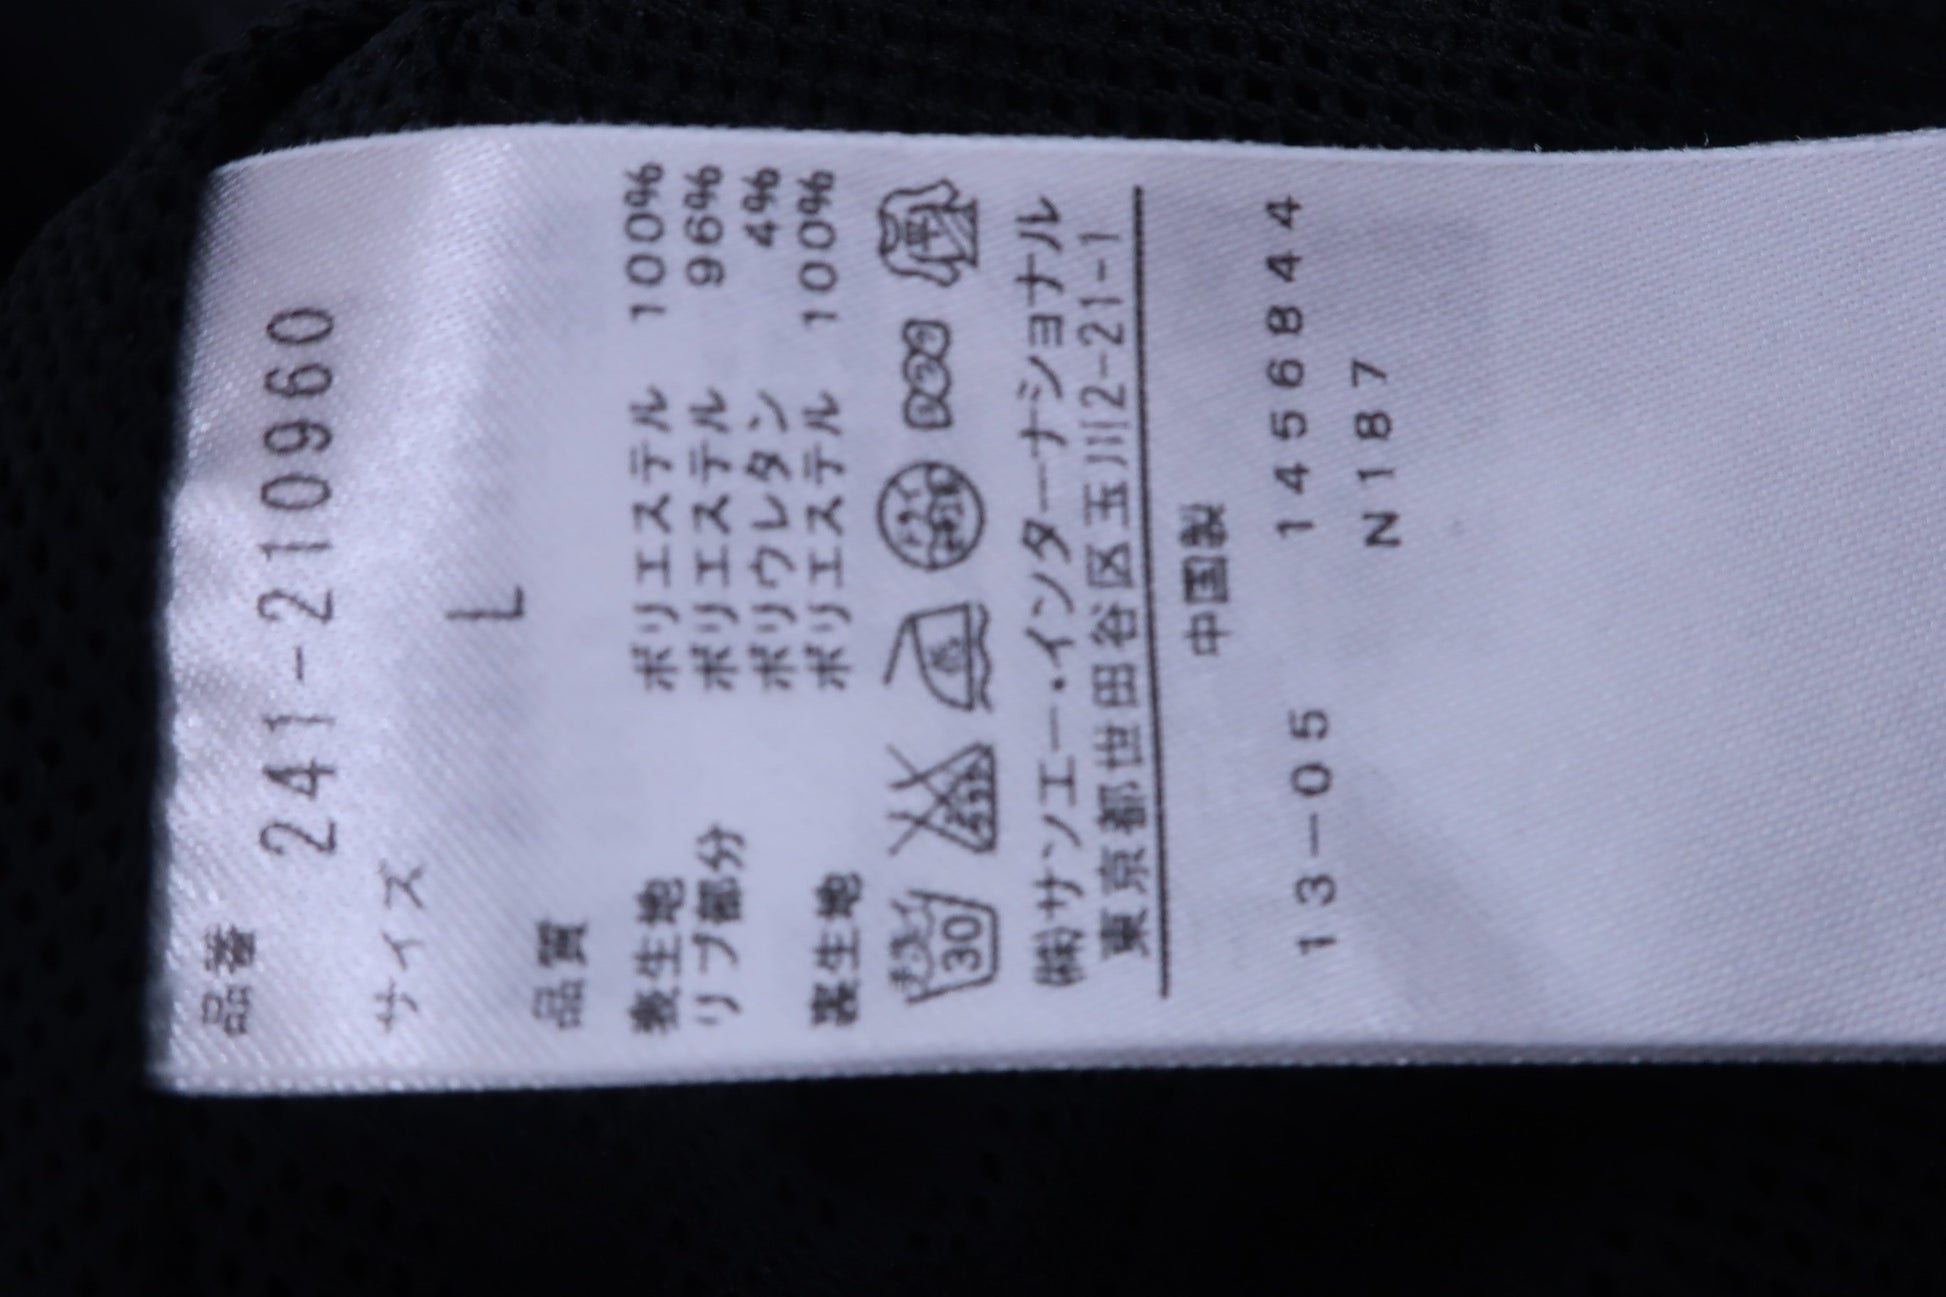 品番
241-210960
サイズ
L
品質
表生地 ポリエステル 100%
リブ部分 ポリエステル 96%
ポリウレタン 4%
裏生地 ポリエステル 100%
30
㈱サンエー・インターナショナル
東京都世田谷区玉川2-21-1
中国製
13-05 1456844
N187